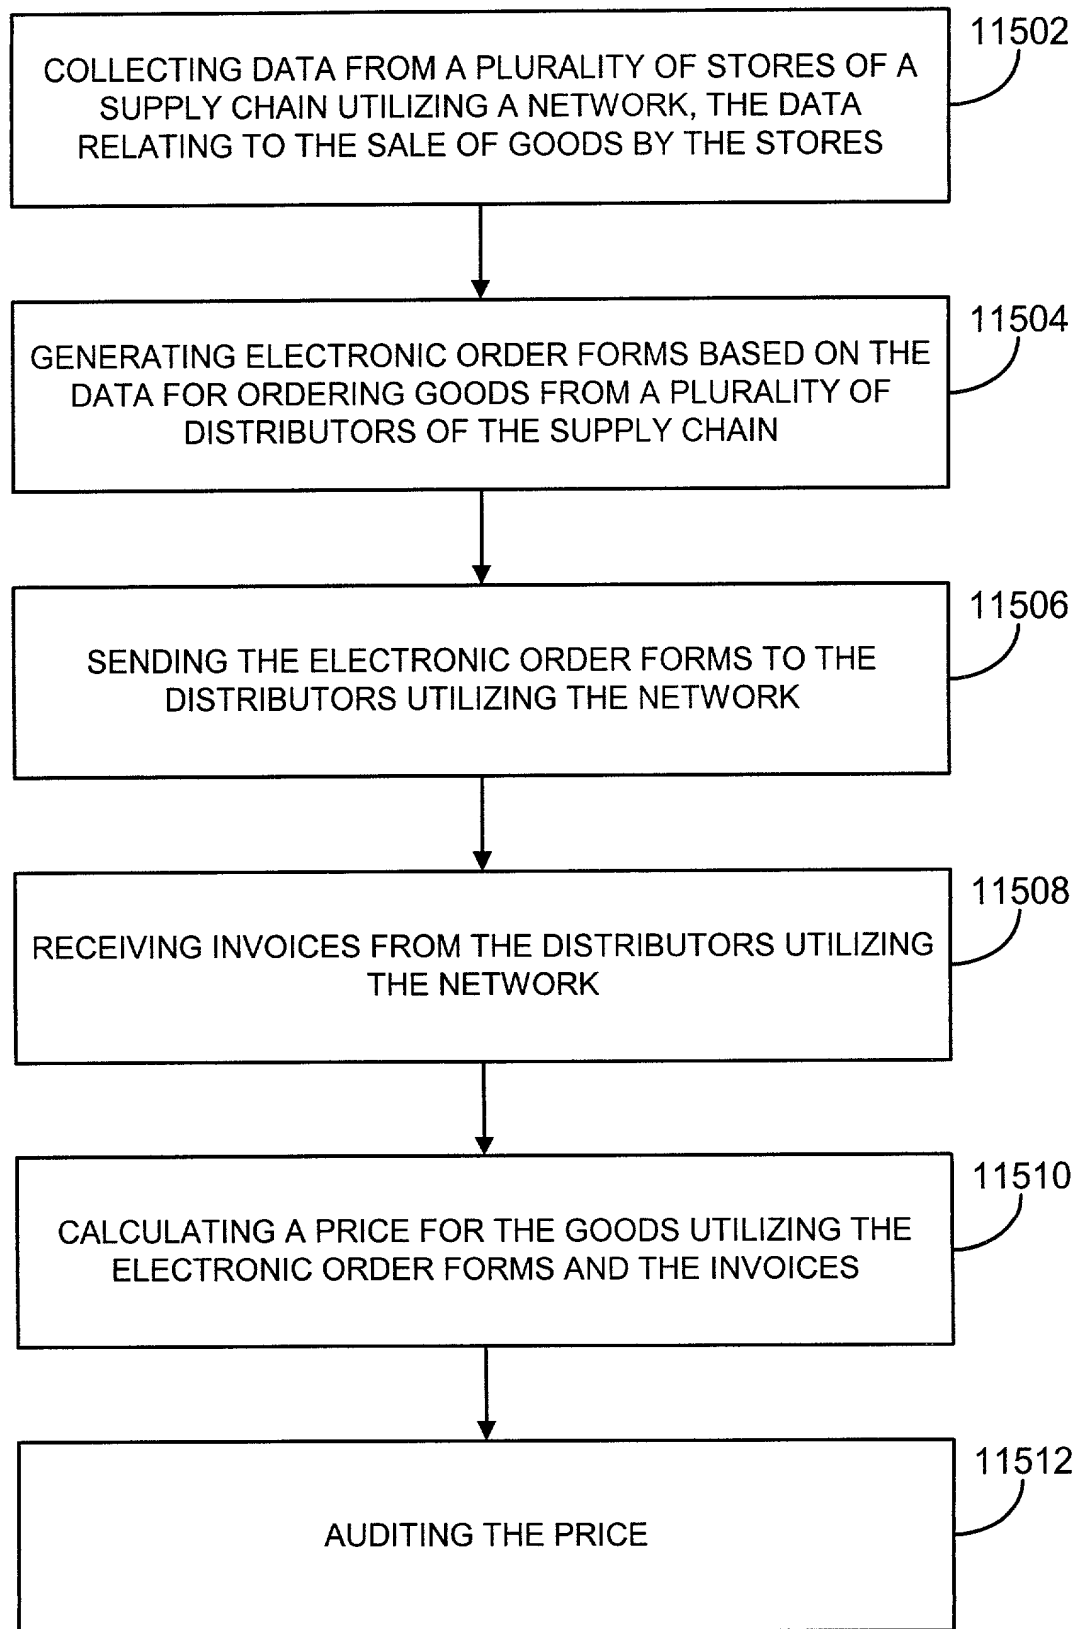 11502
COLLECTING DATA FROM A PLURALITY OF STORES OF A
SUPPLY CHAIN UTILIZING A NETWORK, THE DATA
RELATING TO THE SALE OF GOODS BY THE STORES
11504
GENERATING ELECTRONIC ORDER FORMS BASED ON THE
DATA FOR ORDERING GOODS FROM A PLURALITY OF
DISTRIBUTORS OF THE SUPPLY CHAIN
11506
SENDING THE ELECTRONIC ORDER FORMS TO THE
DISTRIBUTORS UTILIZING THE NETWORK
11508
RECEIVING INVOICES FROM THE DISTRIBUTORS UTILIZING
THE NETWORK
11510
CALCULATING A PRICE FOR THE GOODS UTILIZING THE
ELECTRONIC ORDER FORMS AND THE INVOICES
11512
AUDITING THE PRICE